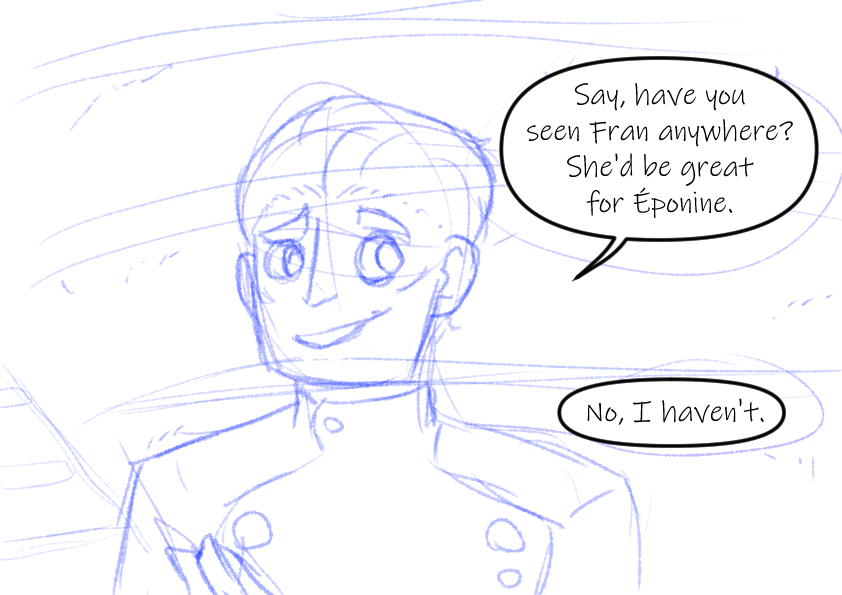 Say, have you
seen Fran anywhere?
She'd be great
for Éponine.
No, I haven't.